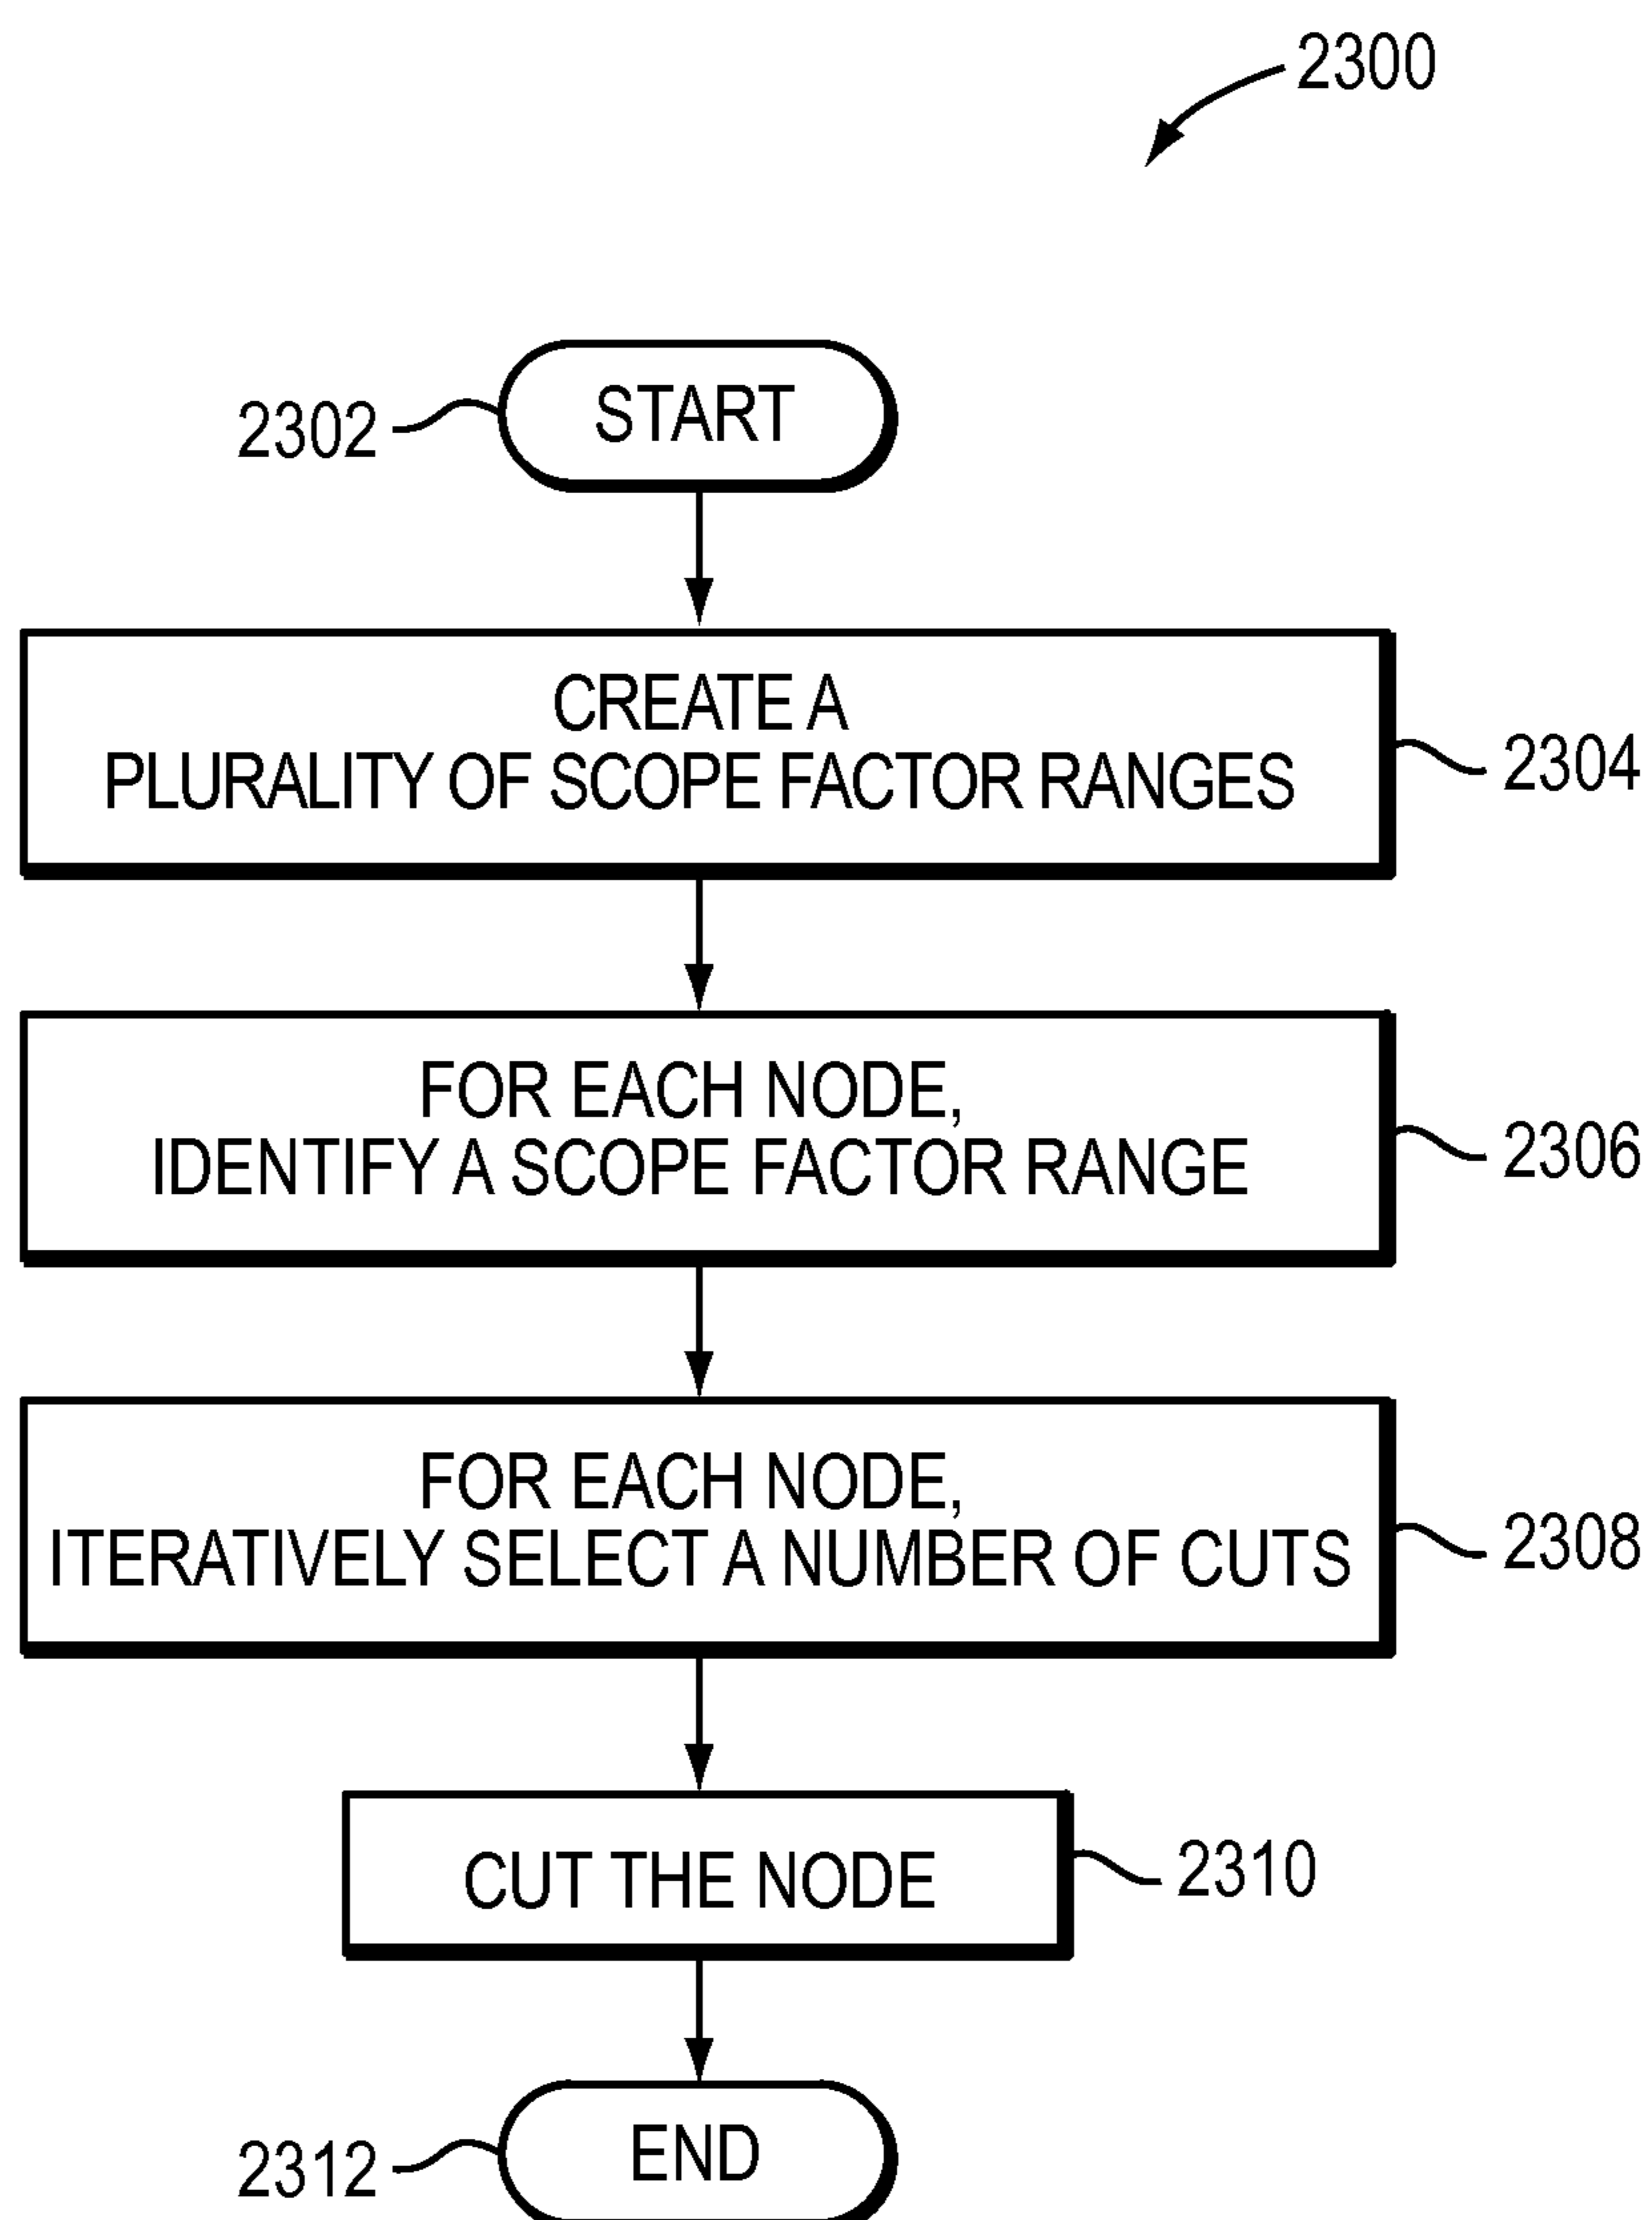 2300
2302
START
CREATE A
PLURALITY OF SCOPE FACTOR RANGES
2304
FOR EACH NODE,
IDENTIFY A SCOPE FACTOR RANGE
2306
FOR EACH NODE,
ITERATIVELY SELECT A NUMBER OF CUTS
2308
CUT THE NODE
2310
2312
END